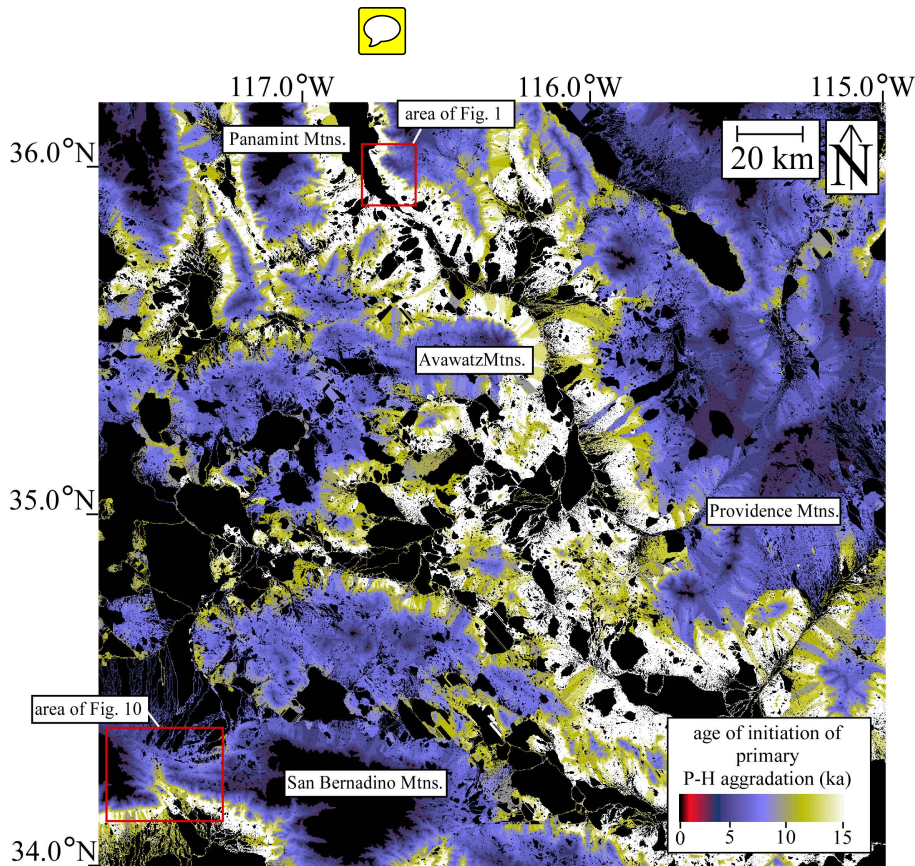 117.0°W 116.0°W 115.0°W
area of Fig. 1
Panamint Mtns.
36.0°N
20 km
N
AvawatzMtns.
35.0°N
Providence Mtns.
area of Fig. 10
San Bernadino Mtns.
age of initiation of
primary
P-H aggradation (ka)
0 5 10 15
34.0°N